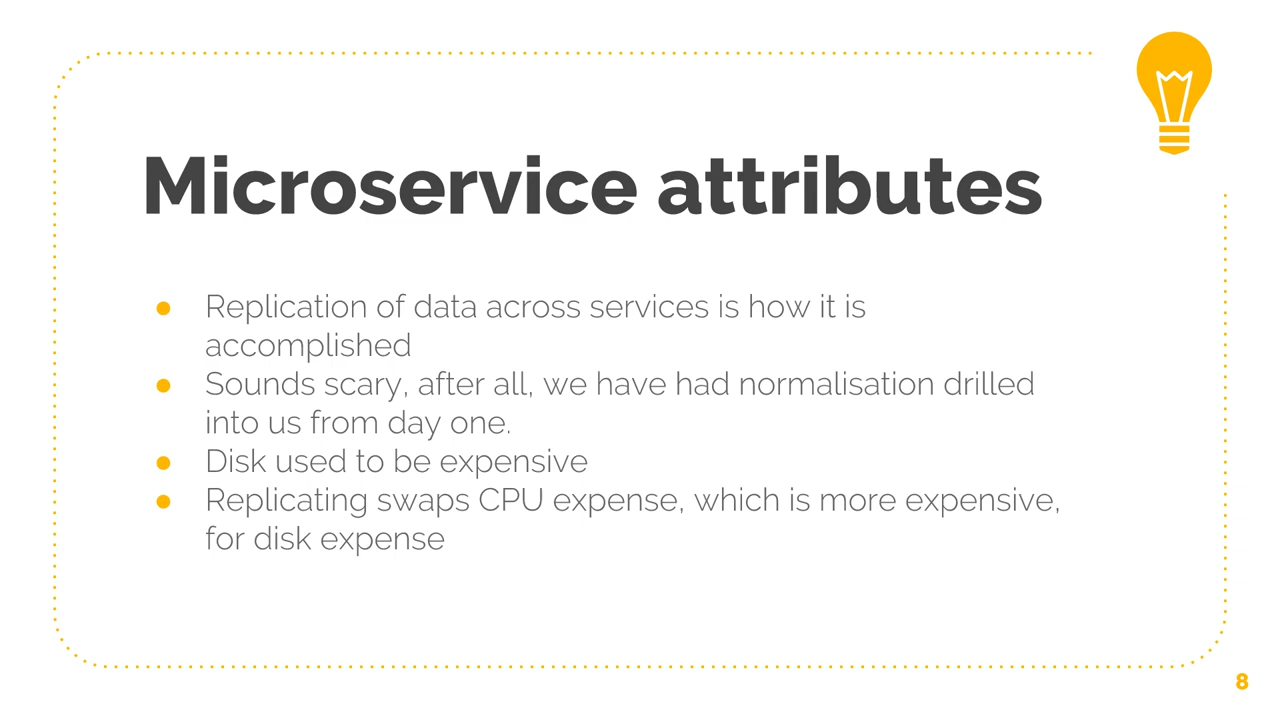 Microservice attributes
● Replication of data across services is how it is
accomplished
● Sounds scary, after all, we have had normalisation drilled
into us from day one.
● Disk used to be expensive
● Replicating swaps CPU expense, which is more expensive,
for disk expense
8